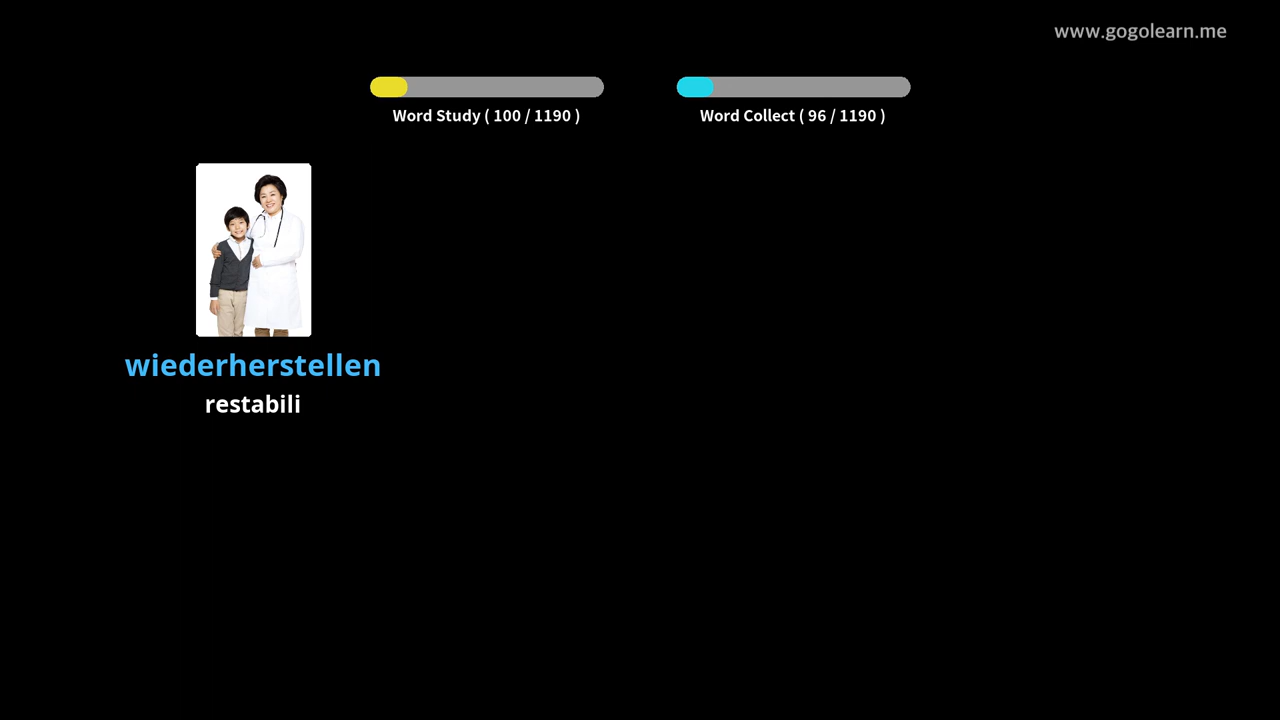 www.gogolearn.me
Word Study ( 100 / 1190 )
Word Collect ( 96 / 1190 )
wiederherstellen
restabili